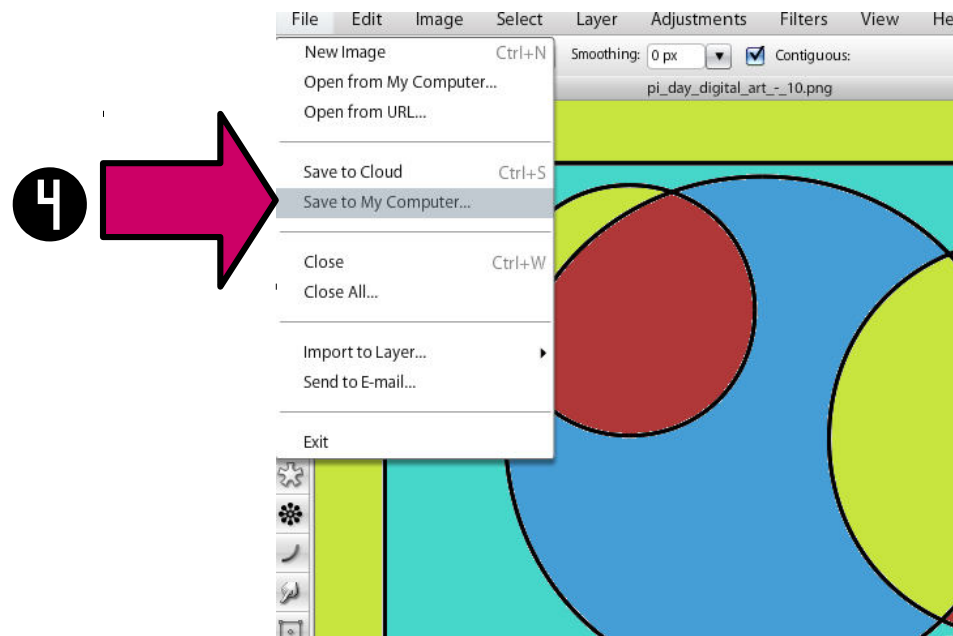 File Edit Image Select Layer Adjustments Filters View He
Smoothing: 0 px Contiguous:
pi_day_digital_art_-_10.png
New Image Ctrl+N
Open from My Computer...
Open from URL...
Save to Cloud Ctrl+S
4
Save to My Computer...
Close Ctrl+W
Close All...
Import to Layer...
Send to E-mail...
Exit